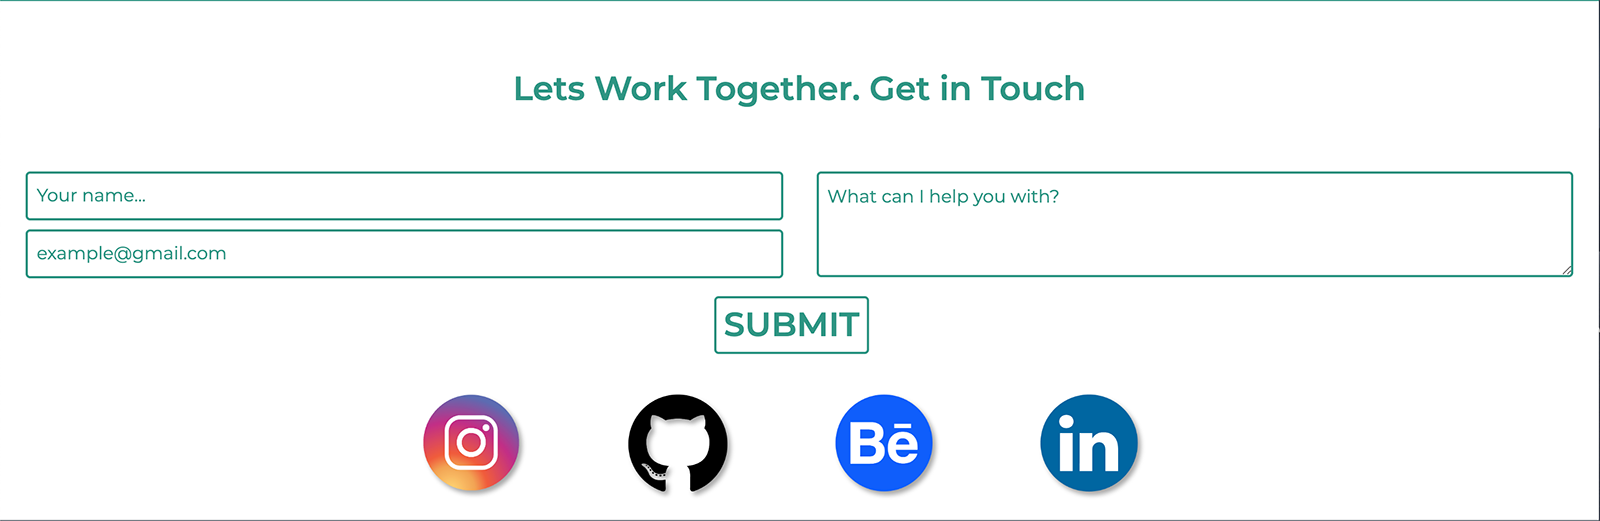 Lets Work Together. Get in Touch
Your name...
example@gmail.com
What can I help you with?
SUBMIT
Bē
in